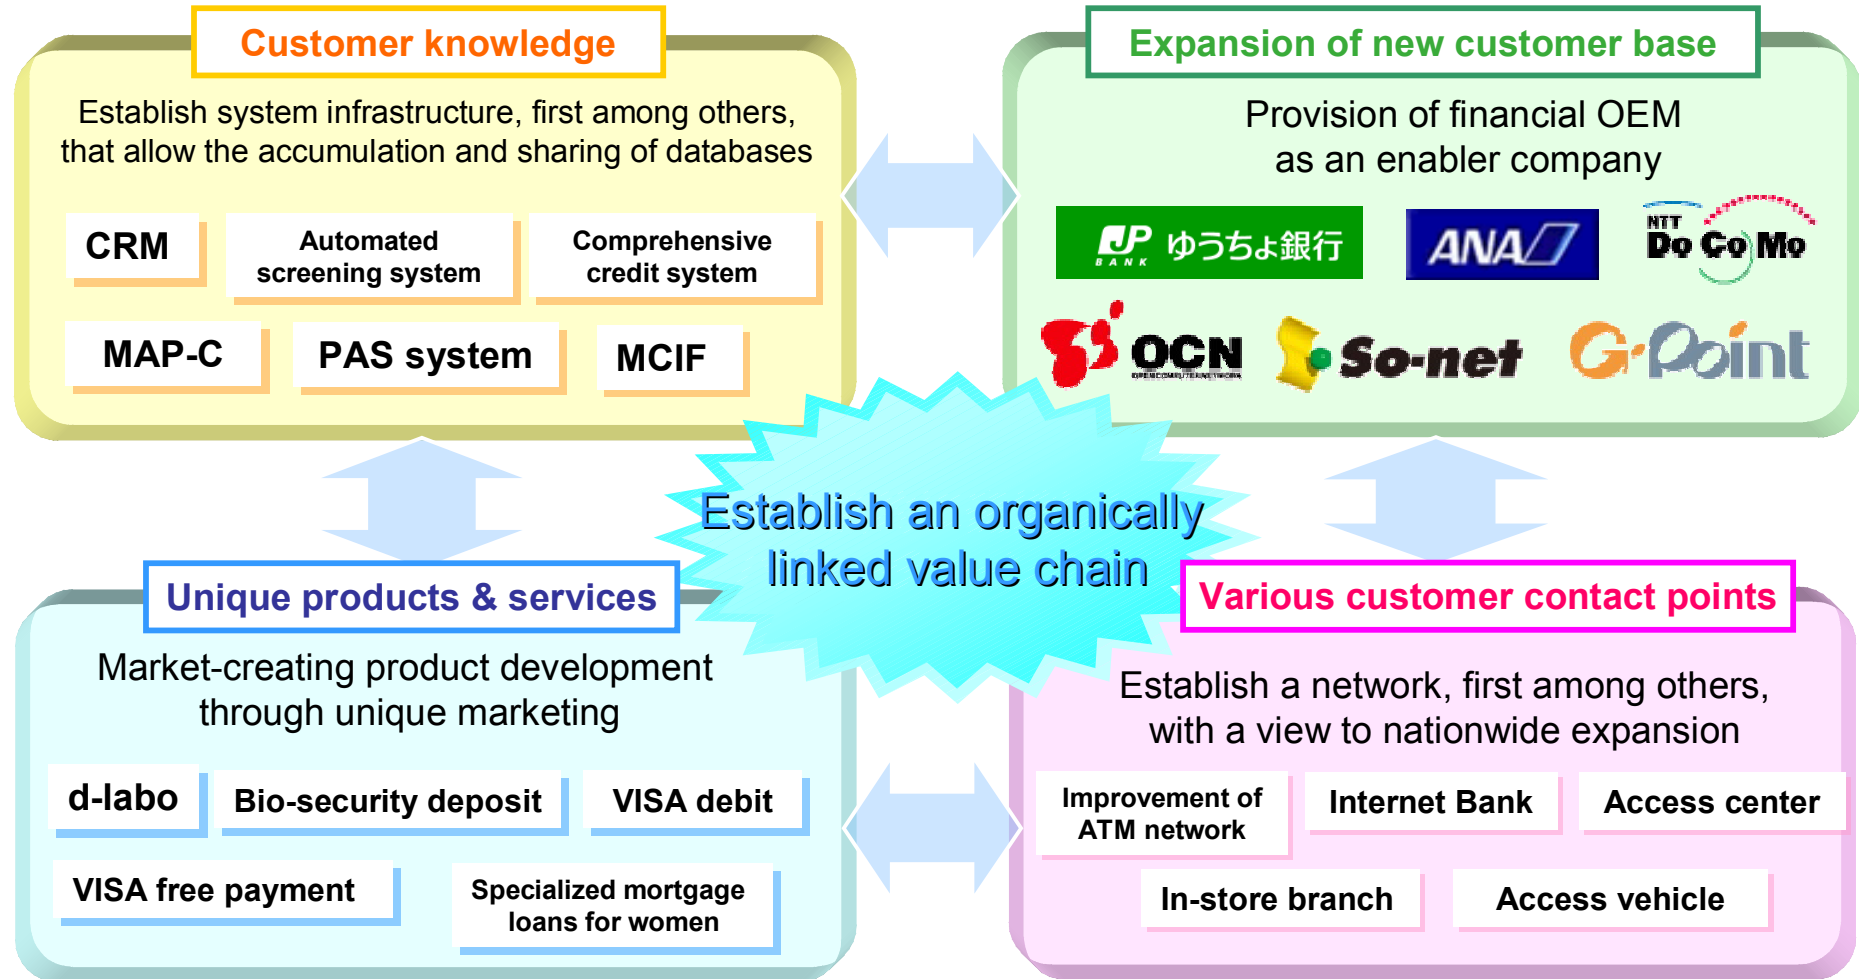 Customer knowledge
Establish system infrastructure, first among others,
that allow the accumulation and sharing of databases
CRM
Automated
screening system
Comprehensive
credit system
MAP-C
PAS system
MCIF
Expansion of new customer base
Provision of financial OEM
as an enabler company
JP
BANK
ゆうちょ銀行
ANA
NTT
DoCoMo
OCN
So-net
G-Point
Establish an organically
linked value chain
Unique products & services
Market-creating product development
through unique marketing
d-labo
Bio-security deposit
VISA debit
VISA free payment
Specialized mortgage
loans for women
Various customer contact points
Establish a network, first among others,
with a view to nationwide expansion
Improvement of
ATM network
Internet Bank
Access center
In-store branch
Access vehicle